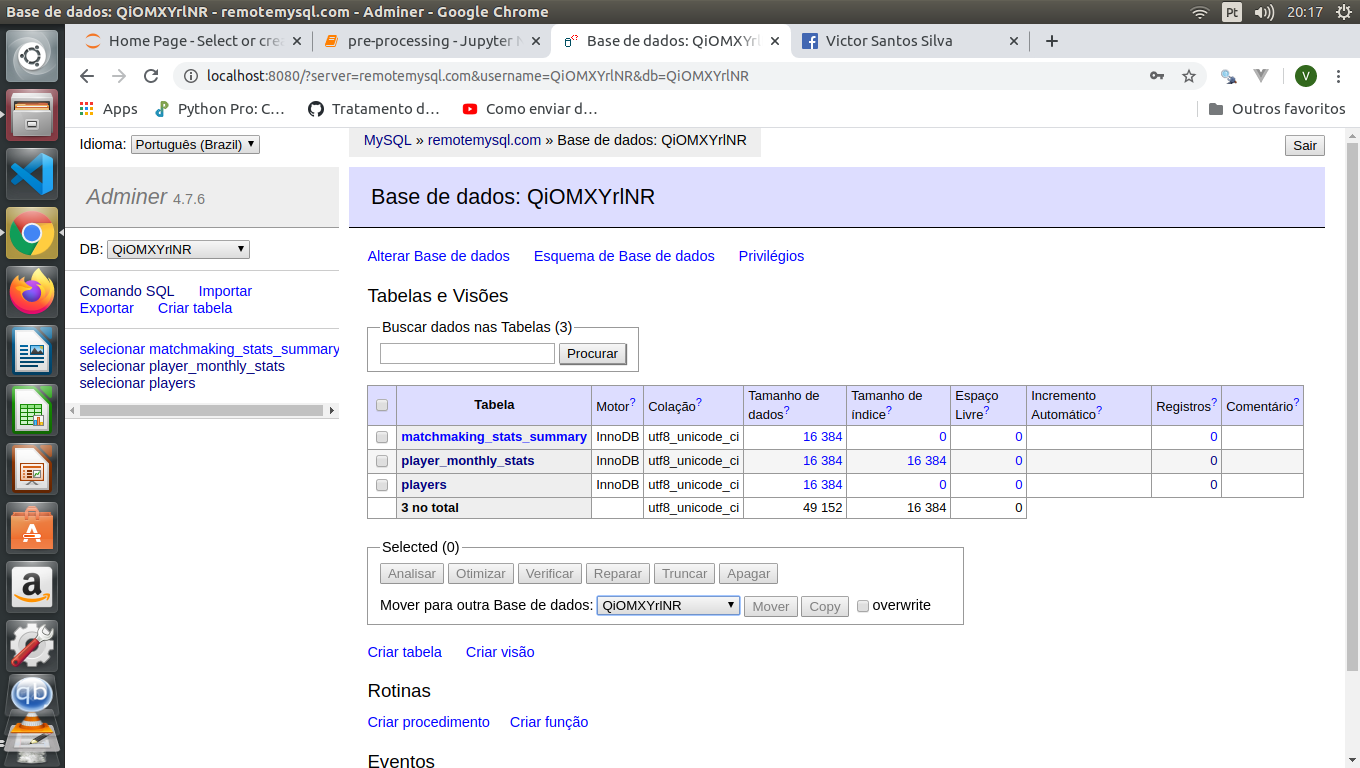 Base de dados: QiOMXYrlNR - remotemysql.com - Adminer - Google Chrome
Pt
20:17
Home Page - Select or cre
pre-processing - Jupyter N
Base de dados: QiOMXYrl
Victor Santos Silva
localhost:8080/?server=remotemysql.com&username=QiOMXYrlNR&db=QiOMXYrlNR
V
Apps
Python Pro: C...
Tratamento d...
Como enviar d...
Outros favoritos
Idioma: Português (Brazil)
MySQL » remotemysql.com » Base de dados: QiOMXYrlNR
Sair
Adminer 4.7.6
Base de dados: QiOMXYrlNR
DB: QiOMXYrlNR
Alterar Base de dados Esquema de Base de dados Privilégios
Comando SQL Importar
Exportar Criar tabela
selecionar matchmaking_stats_summary
selecionar player_monthly_stats
selecionar players
Tabelas e Visões
Buscar dados nas Tabelas (3)
Procurar
Tabela Motor? Colação? Tamanho de dados? Tamanho de índice? Espaço Livre? Incremento Automático? Registros? Comentário?
matchmaking_stats_summary InnoDB utf8_unicode_ci 16 384 0 0 0
player_monthly_stats InnoDB utf8_unicode_ci 16 384 16 384 0 0
players InnoDB utf8_unicode_ci 16 384 0 0 0
3 no total utf8_unicode_ci 49 152 16 384 0
Selected (0)
Analisar Otimizar Verificar Reparar Truncar Apagar
Mover para outra Base de dados: QiOMXYrlNR Mover Copy overwrite
Criar tabela Criar visão
Rotinas
Criar procedimento Criar função
Eventos
a
qb